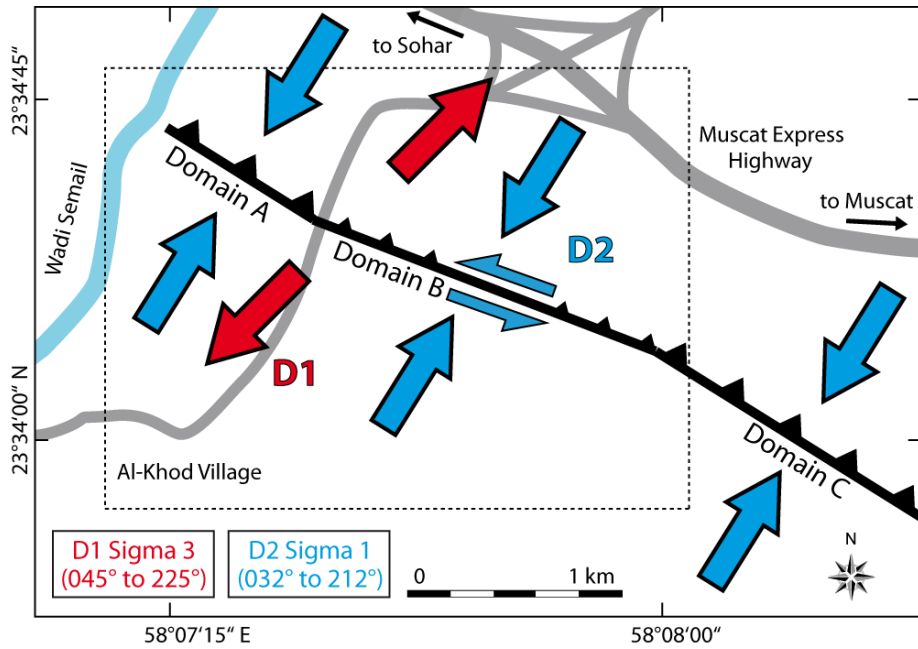 to Sohar
23°34'45“
Muscat Express
Highway
Wadi Semail
Domain A
to Muscat
Domain B
D2
D1
23°34'00“ N
Domain C
Al-Khod Village
D1 Sigma 3
(045° to 225°)
D2 Sigma 1
(032° to 212°)
0
1 km
N
58°07'15“ E
58°08'00“